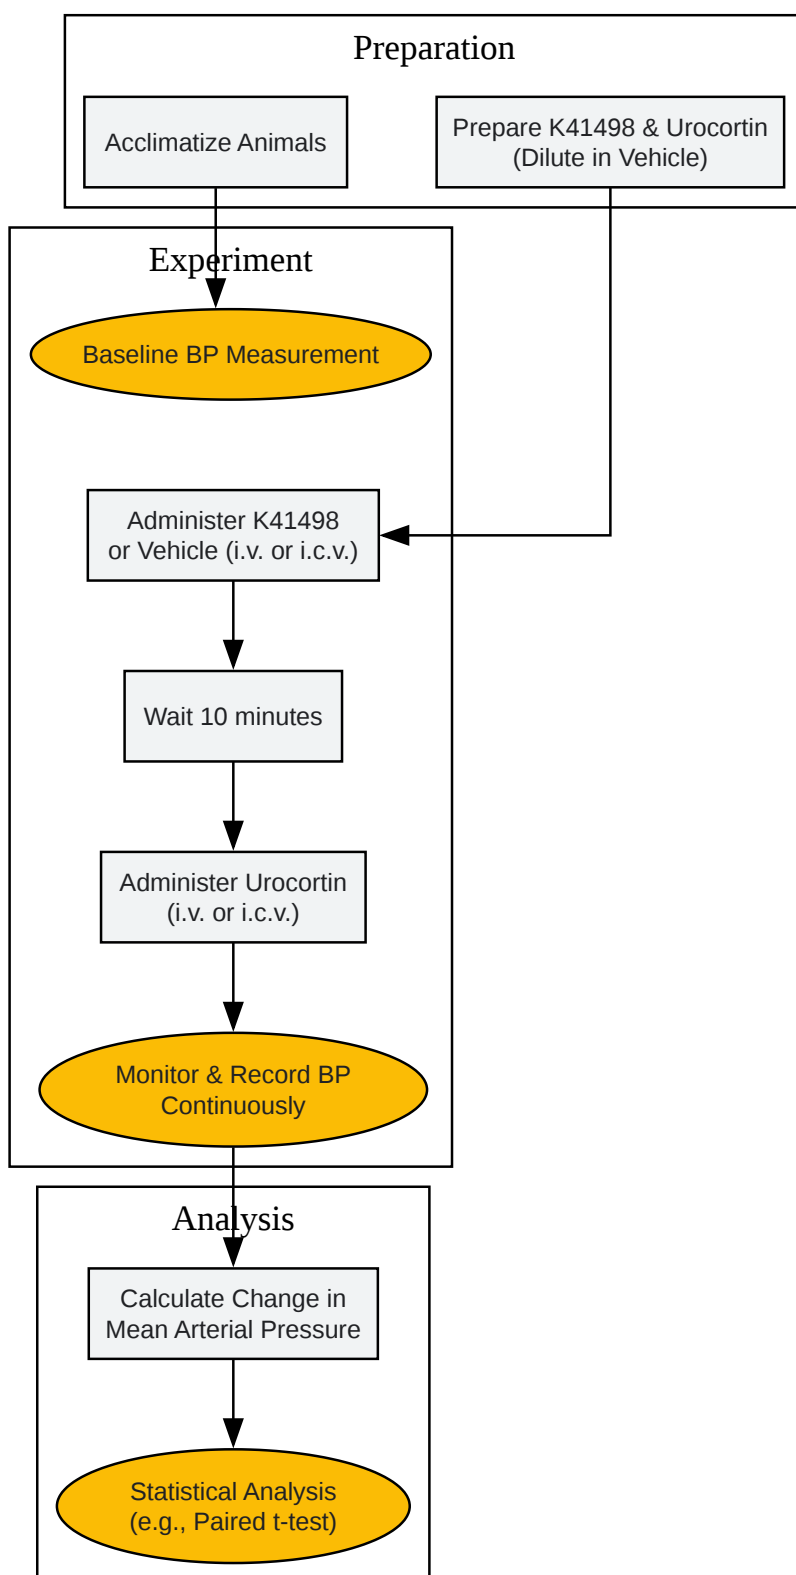 Preparation
Acclimatize Animals
Prepare K41498 & Urocortin
(Dilute in Vehicle)
Experiment
Baseline BP Measurement
Administer K41498
or Vehicle (i.v. or i.c.v.)
Wait 10 minutes
Administer Urocortin
(i.v. or i.c.v.)
Monitor & Record BP
Continuously
Analysis
Calculate Change in
Mean Arterial Pressure
Statistical Analysis
(e.g., Paired t-test)